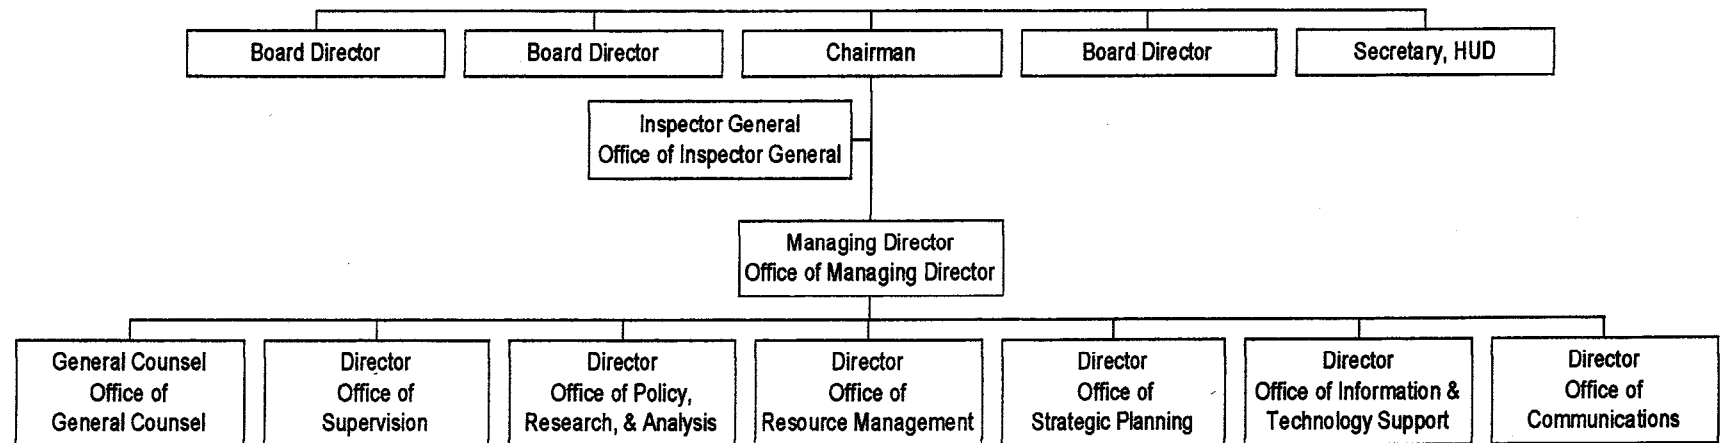 Board Director
Board Director
Chairman
Board Director
Secretary, HUD
Inspector General
Office of Inspector General
Managing Director
Office of Managing Director
General Counsel
Office of
General Counsel
Director
Office of
Supervision
Director
Office of Policy,
Research, & Analysis
Director
Office of
Resource Management
Director
Office of
Strategic Planning
Director
Office of Information &
Technology Support
Director
Office of
Communications